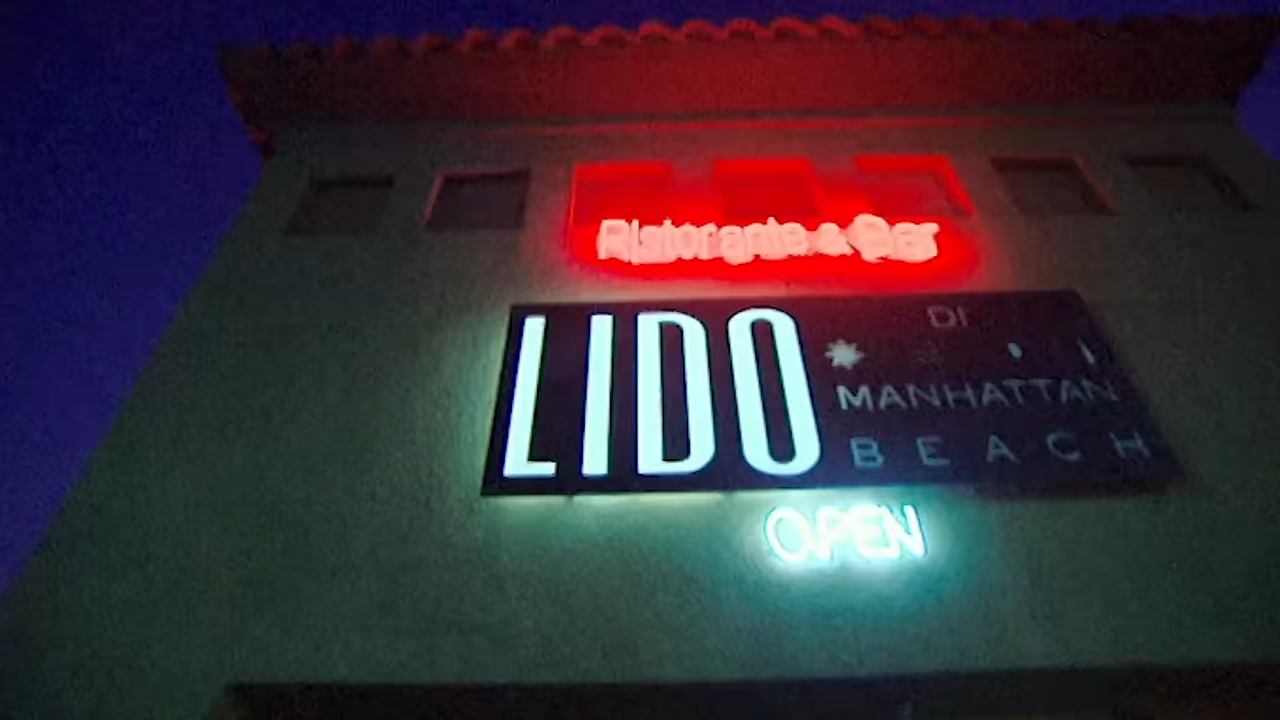 Ristorante & Bar
LIDO
DI
MANHATTAN
BEACH
OPEN